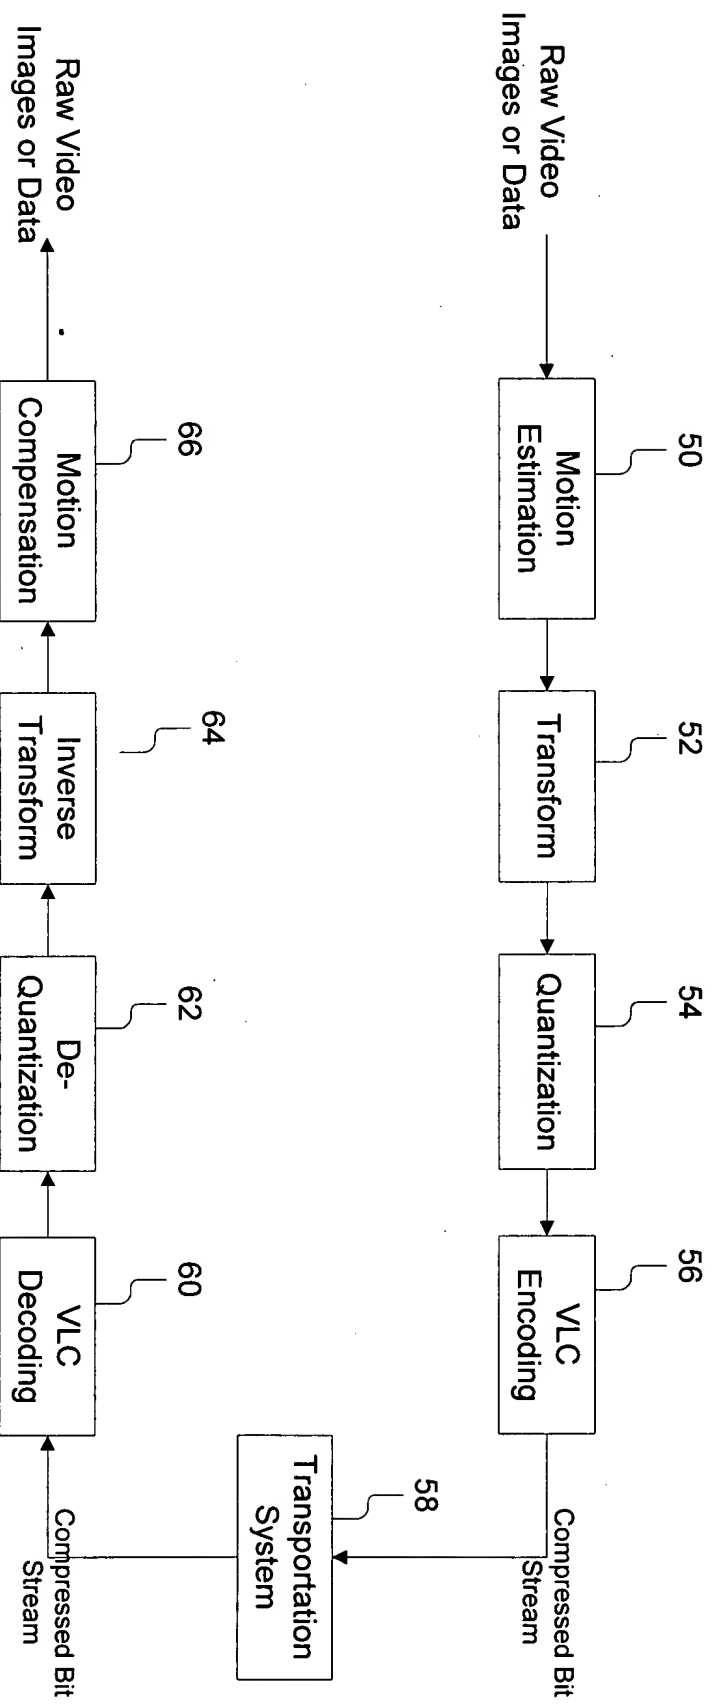 50
52
54
56
Raw Video
Images or Data
Motion
Estimation
Transform
Quantization
VLC
Encoding
Compressed Bit
Stream
58
Transportation
System
66
64
62
60
Raw Video
Images or Data
Motion
Compensation
Inverse
Transform
De-
Quantization
VLC
Decoding
Compressed Bit
Stream